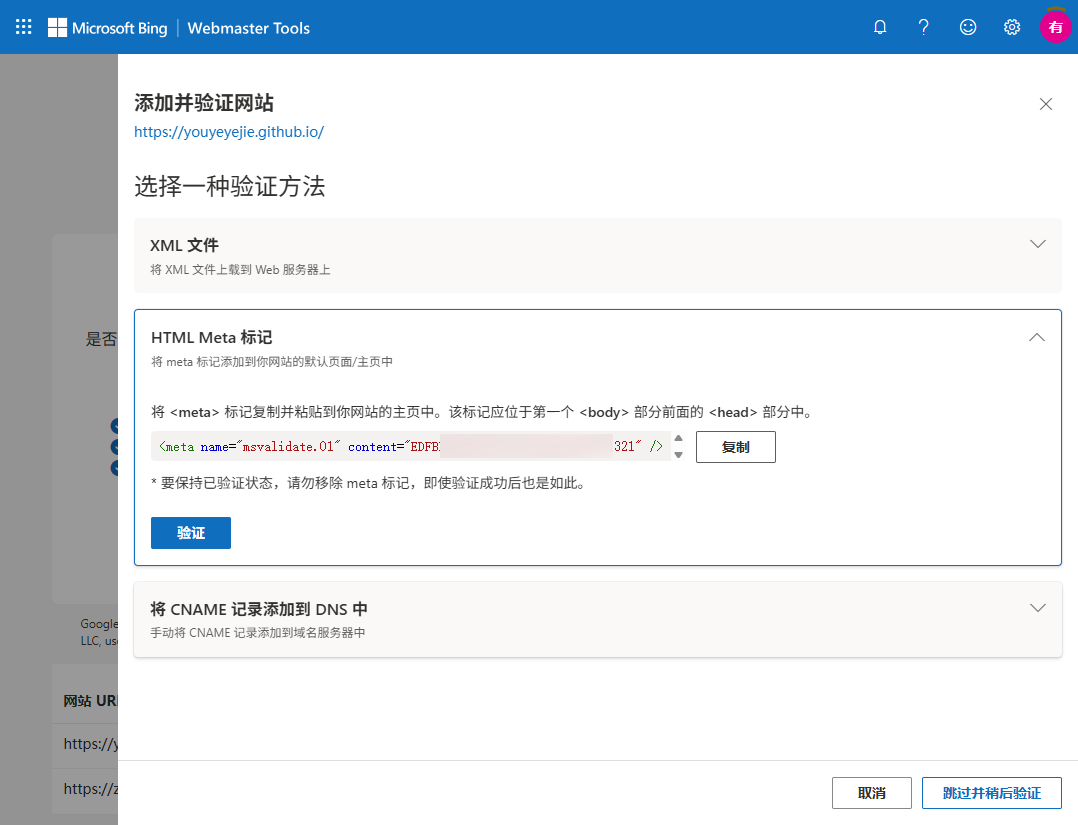 Microsoft Bing | Webmaster Tools
有
添加并验证网站
https://youyeyejie.github.io/
选择一种验证方法
XML 文件
将 XML 文件上载到 Web 服务器上
是否
HTML Meta 标记
将 meta 标记添加到你网站的默认页面/主页中
将 <meta> 标记复制并粘贴到你网站的主页中。该标记应位于第一个 <body> 部分前面的 <head> 部分中。
<meta name="msvalidate.01" content="EDFB 321" />
复制
* 要保持已验证状态，请勿移除 meta 标记，即使验证成功后也是如此。
验证
将 CNAME 记录添加到 DNS 中
手动将 CNAME 记录添加到域名服务器中
Google
LLC, us
网站 UR
https://y
https://z
取消
跳过并稍后验证